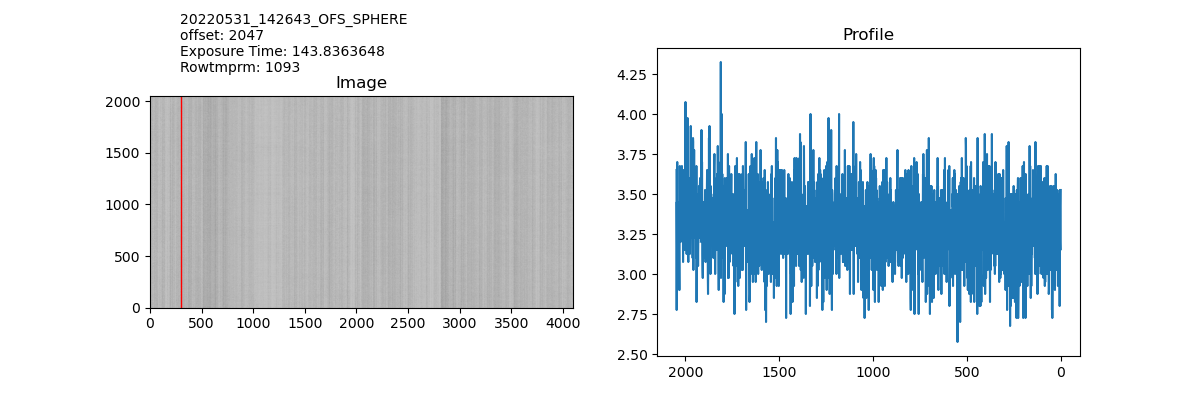 20220531_142643_OFS_SPHERE
offset: 2047
Exposure Time: 143.8363648
Rowtmprm: 1093
Image
2000
1500
1000
500
0
0 500 1000 1500 2000 2500 3000 3500 4000
Profile
4.25
4.00
3.75
3.50
3.25
3.00
2.75
2.50
2000 1500 1000 500 0